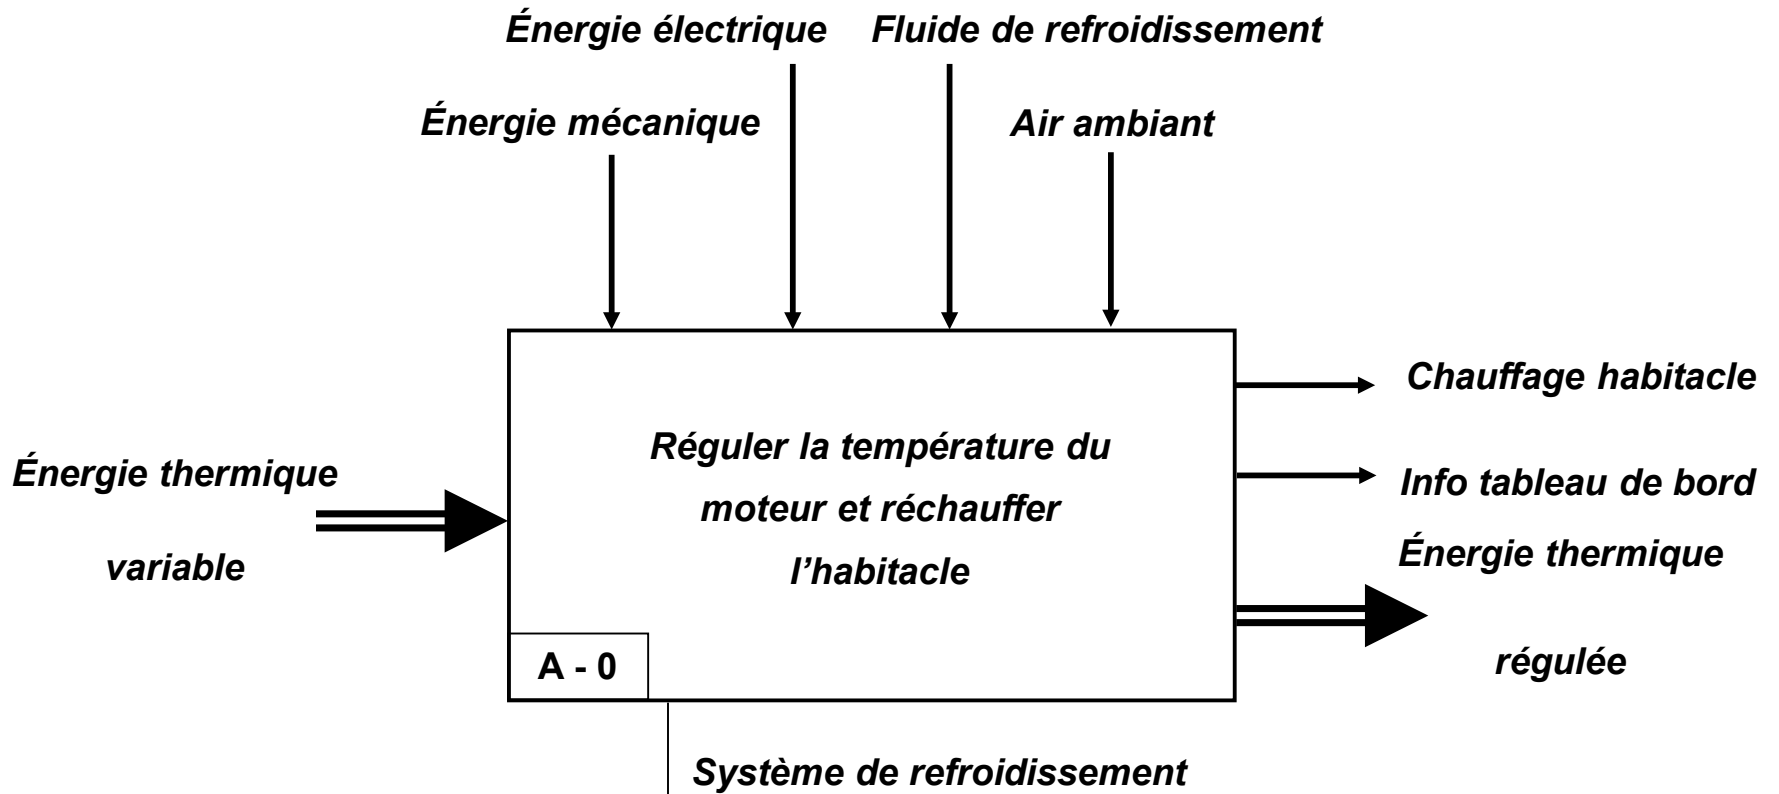 Énergie électrique
Fluide de refroidissement
Énergie mécanique
Air ambiant
Chauffage habitacle
Réguler la température du
moteur et réchauffer
l’habitacle
Énergie thermique
variable
Info tableau de bord
Énergie thermique
régulée
A - 0
Système de refroidissement